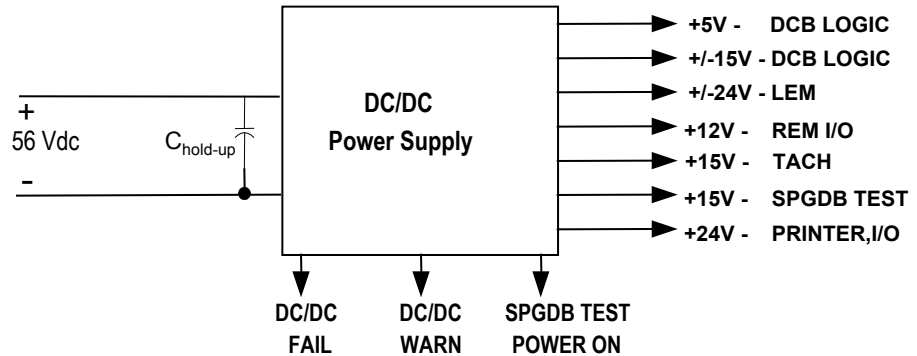 +5V - DCB LOGIC
+/-15V - DCB LOGIC
+/-24V - LEM
+12V - REM I/O
+15V - TACH
+15V - SPGDB TEST
+24V - PRINTER,I/O
DC/DC
Power Supply
+
56 Vdc
-
Chold-up
DC/DC
FAIL
DC/DC
WARN
SPGDB TEST
POWER ON